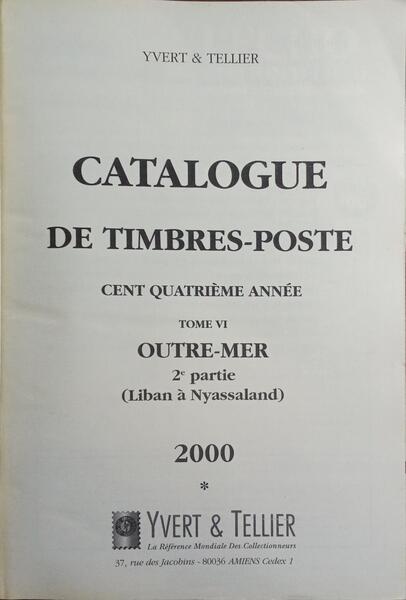 YVERT & TELLIER
CATALOGUE
DE TIMBRES-POSTE
CENT QUATRIÈME ANNÉE
TOME VI
OUTRE-MER
2e partie
(Liban à Nyassaland)
2000
*
YVERT & TELLIER
La Référence Mondiale Des Collectionneurs
37, rue des Jacobins - 80036 AMIENS Cedex 1